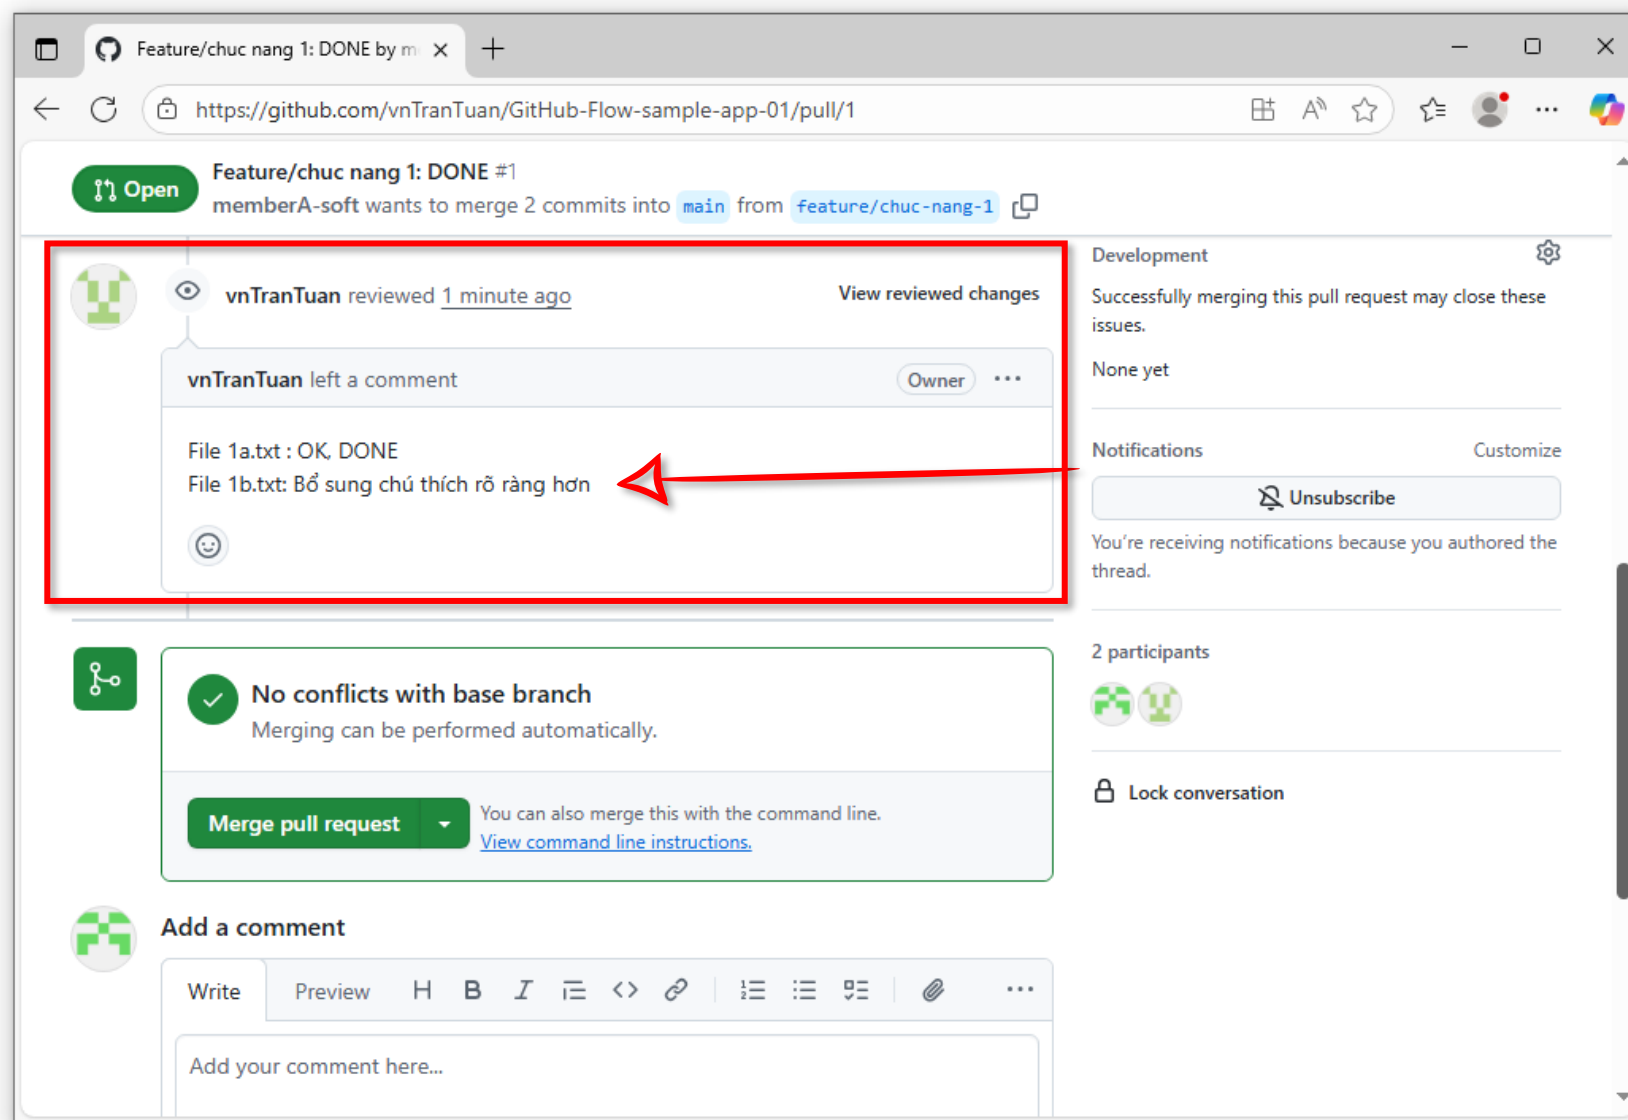 Feature/chuc nang 1: DONE by m
https://github.com/vnTranTuan/GitHub-Flow-sample-app-01/pull/1
Open
Feature/chuc nang 1: DONE #1
memberA-soft wants to merge 2 commits into main from feature/chuc-nang-1
vnTranTuan reviewed 1 minute ago
View reviewed changes
vnTranTuan left a comment
Owner
File 1a.txt : OK, DONE
File 1b.txt: Bổ sung chú thích rõ ràng hơn
No conflicts with base branch
Merging can be performed automatically.
Merge pull request
You can also merge this with the command line.
View command line instructions.
Add a comment
Write
Preview
Add your comment here...
Development
Successfully merging this pull request may close these
issues.
None yet
Notifications
Customize
Unsubscribe
You're receiving notifications because you authored the
thread.
2 participants
Lock conversation